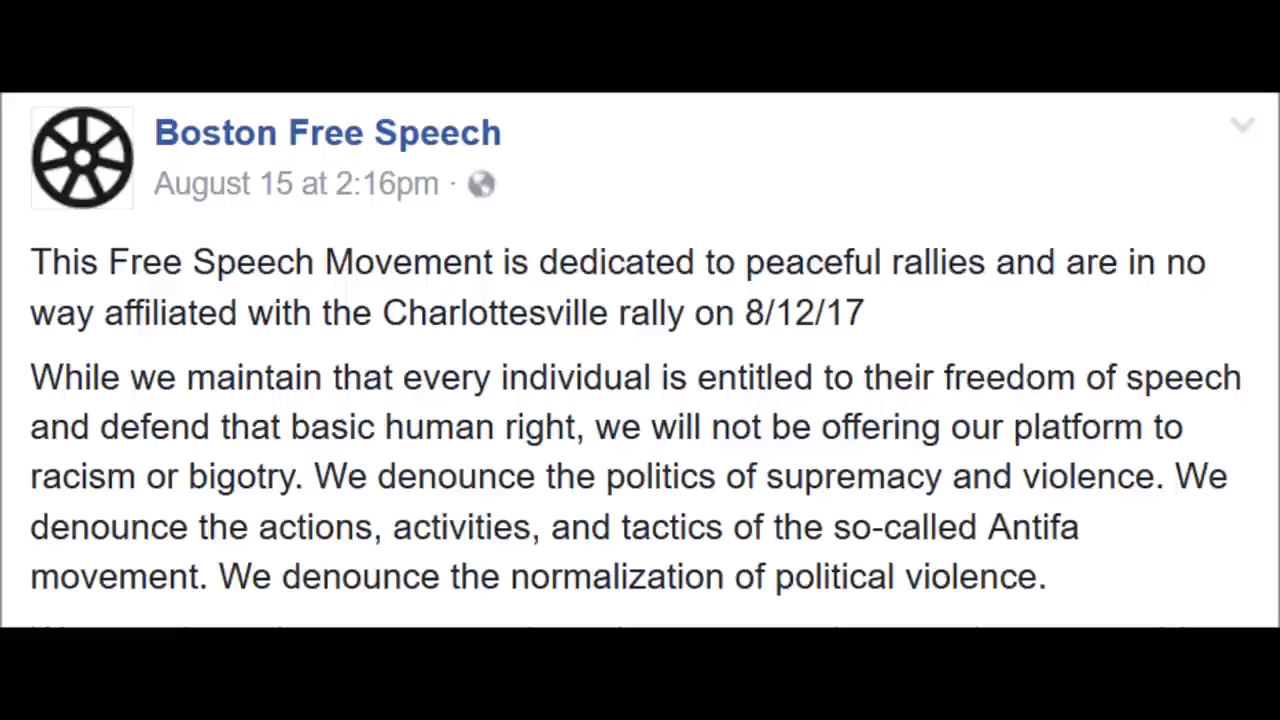 Boston Free Speech
August 15 at 2:16pm ·
This Free Speech Movement is dedicated to peaceful rallies and are in no
way affiliated with the Charlottesville rally on 8/12/17
While we maintain that every individual is entitled to their freedom of speech
and defend that basic human right, we will not be offering our platform to
racism or bigotry. We denounce the politics of supremacy and violence. We
denounce the actions, activities, and tactics of the so-called Antifa
movement. We denounce the normalization of political violence.